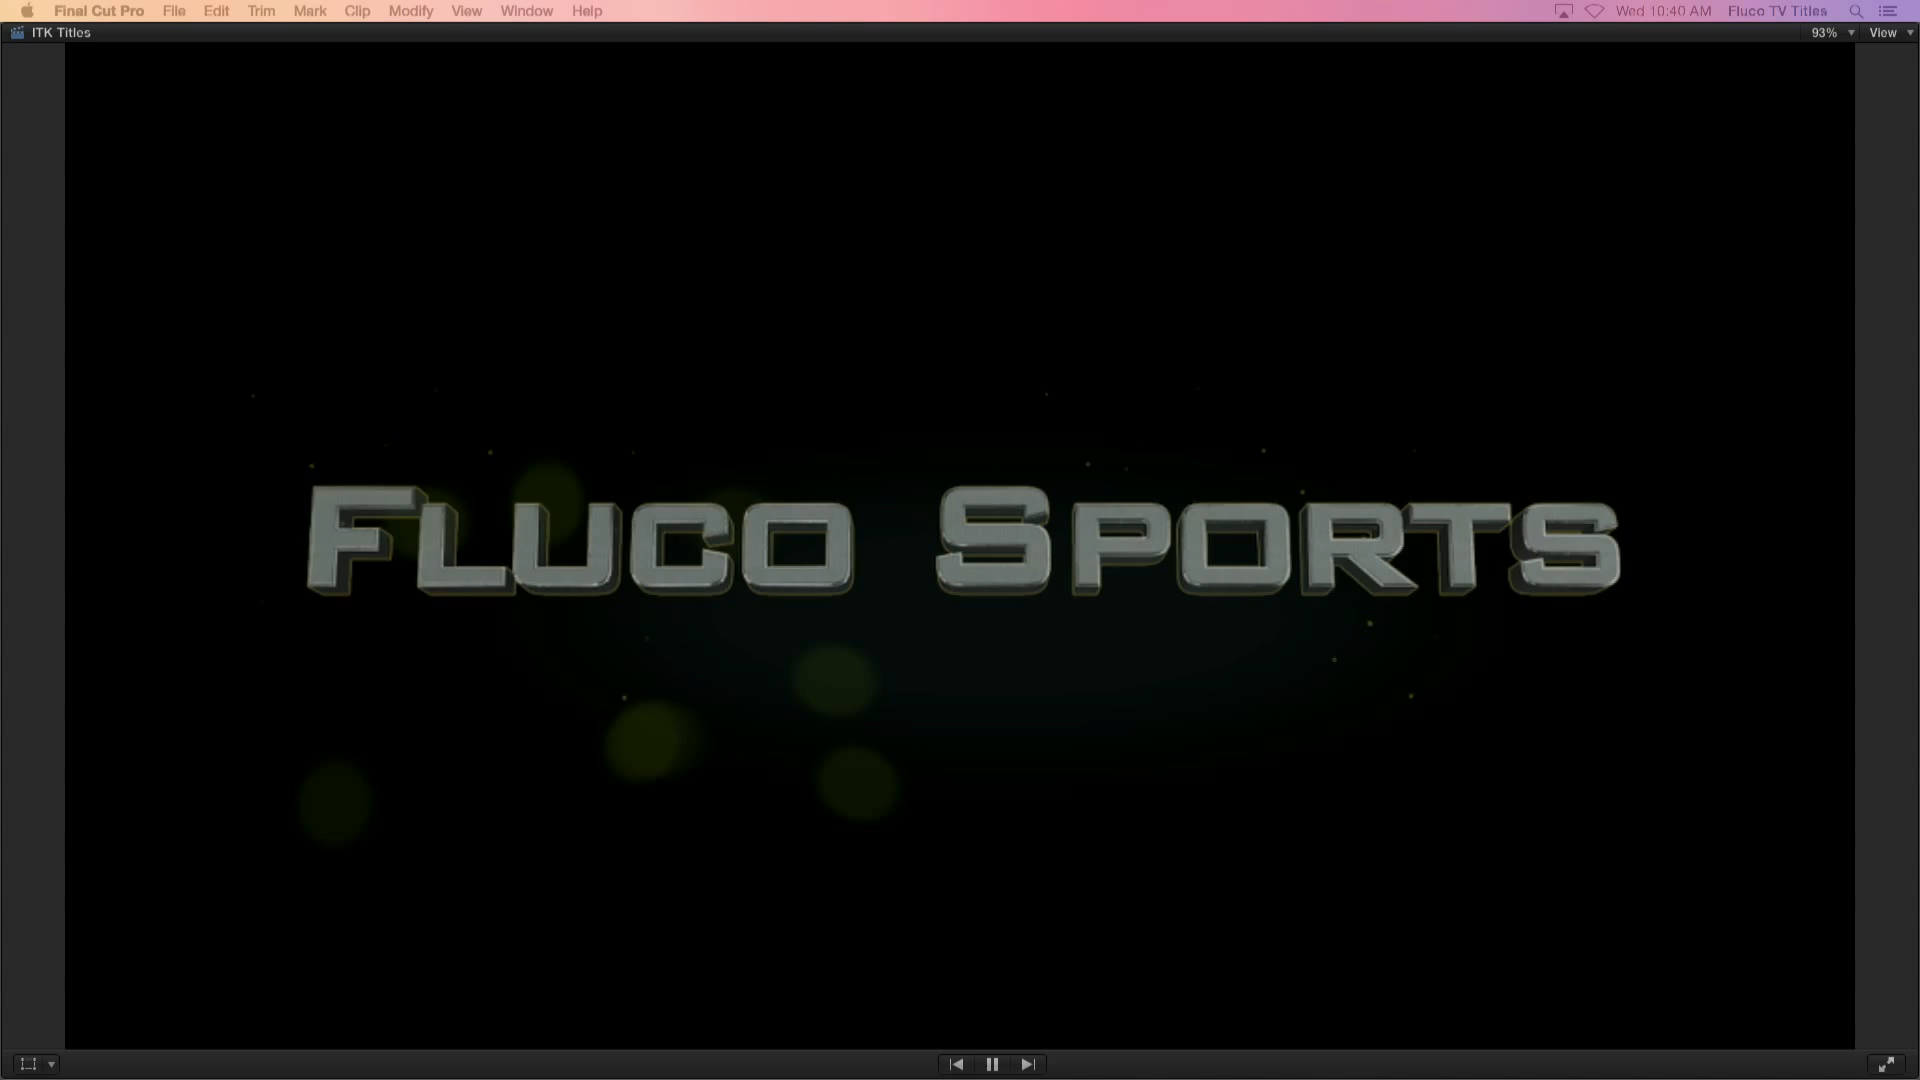 Final Cut Pro File Edit Trim Mark Clip Modify View Window Help Wed 10:40 AM Fluco TV Titles
ITK Titles 93% View
Fluco Sports